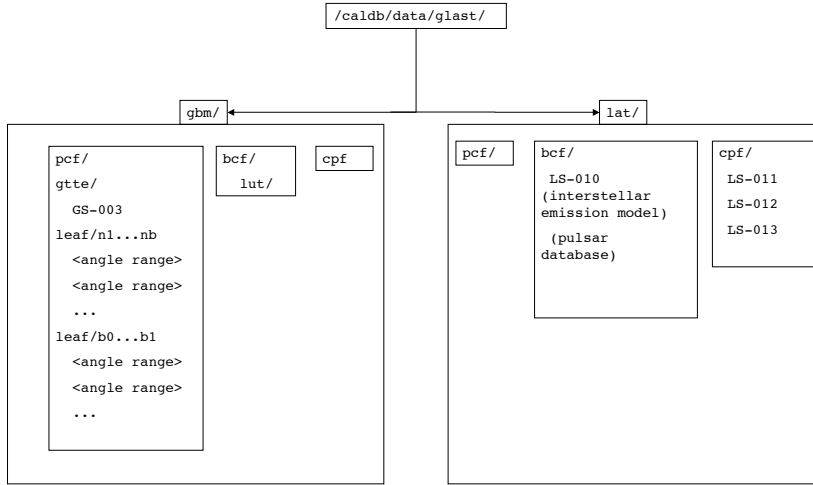 /caldb/data/glast/
gbm/
lat/
pcf/
gtte/
GS-003
leaf/n1...nb
<angle range>
<angle range>
...
leaf/b0...b1
<angle range>
<angle range>
...
bcf/
lut/
cpf
pcf/
bcf/
LS-010
(interstellar
emission model)
(pulsar
database)
cpf/
LS-011
LS-012
LS-013